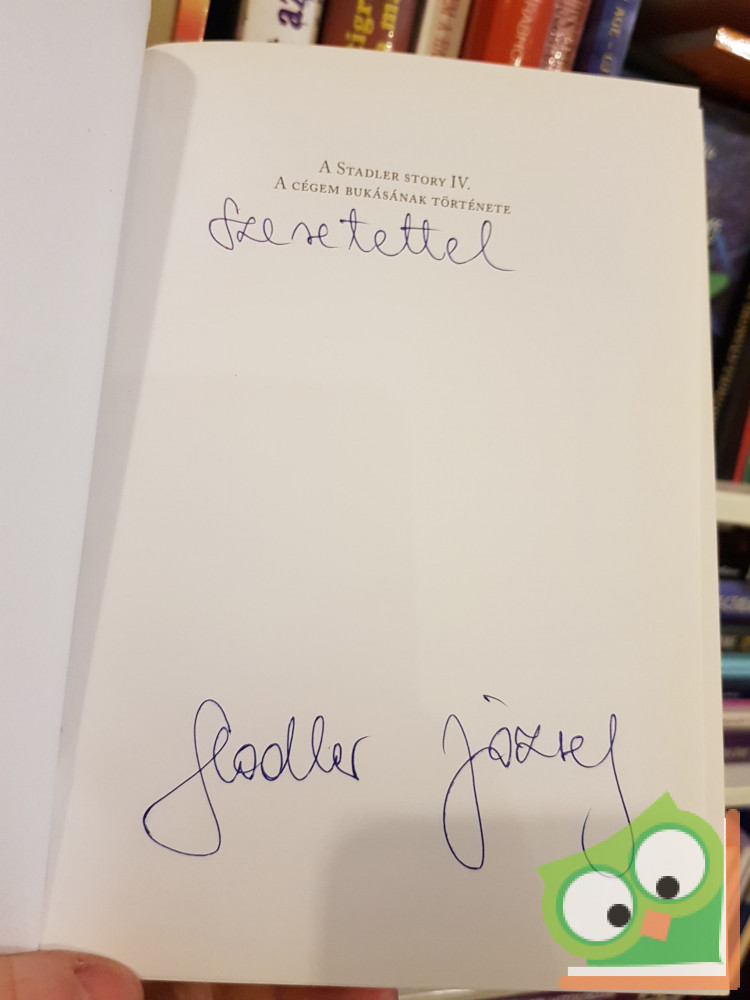 A STADLER STORY IV.
A CÉGEM BUKÁSÁNAK TÖRTÉNETE
Szeretettel
Stadler József